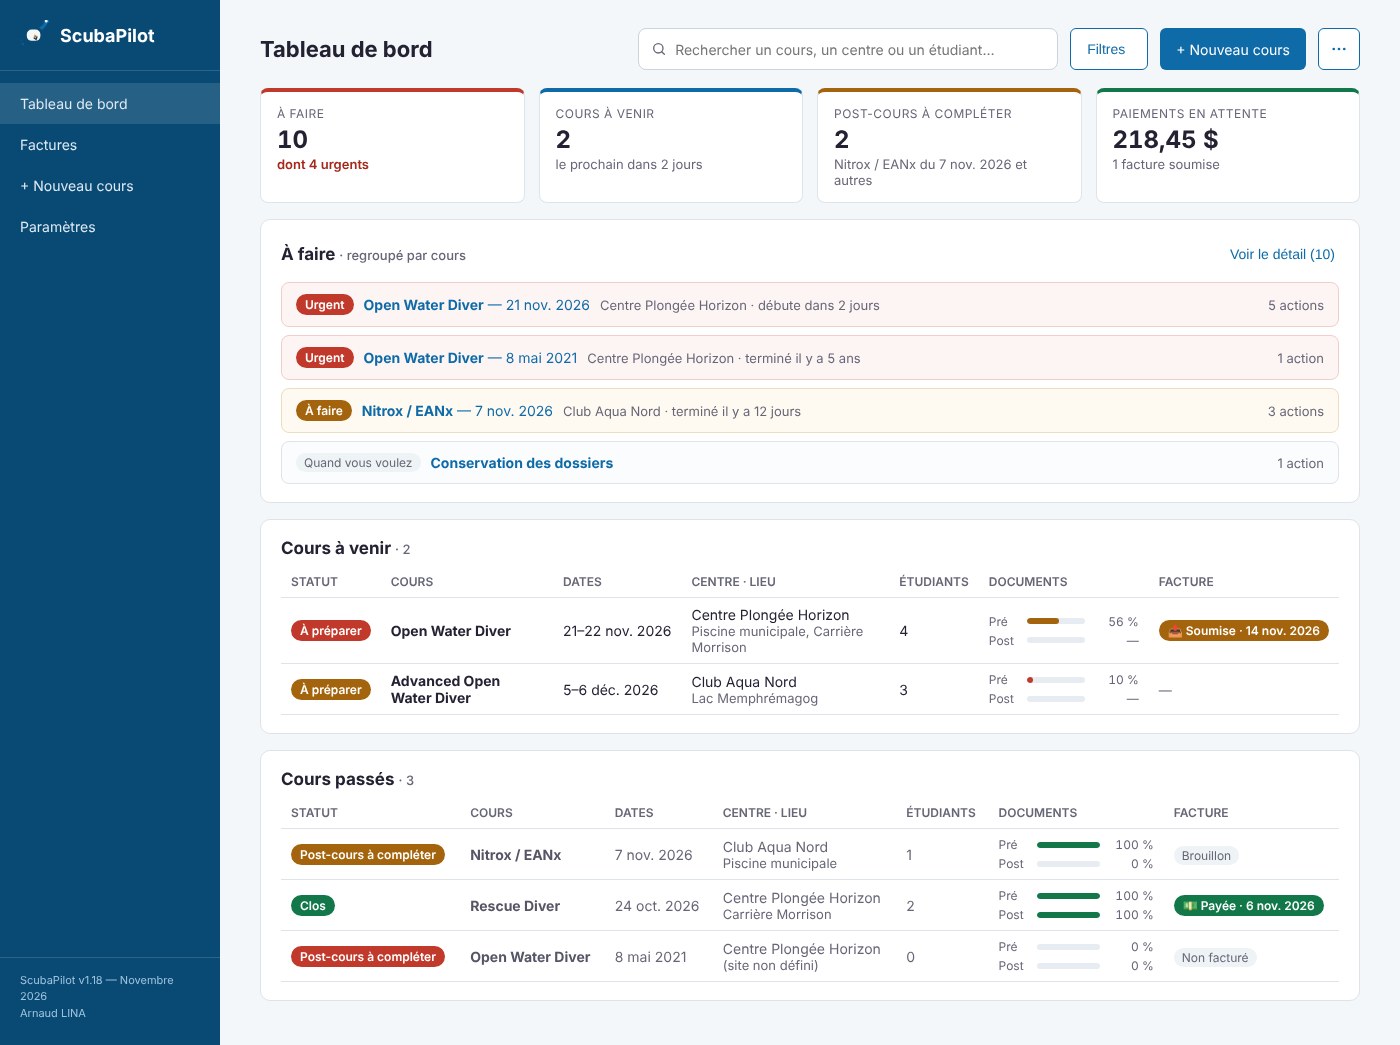 ScubaPilot
Tableau de bord
Factures
+ Nouveau cours
Paramètres
ScubaPilot v1.18 — Novembre
2026
Arnaud LINA
Tableau de bord
Rechercher un cours, un centre ou un étudiant...
Filtres
+ Nouveau cours
...
À FAIRE
10
dont 4 urgents
COURS À VENIR
2
le prochain dans 2 jours
POST-COURS À COMPLÉTER
2
Nitrox / EANx du 7 nov. 2026 et
autres
PAIEMENTS EN ATTENTE
218,45 $
1 facture soumise
À faire · regroupé par cours
Voir le détail (10)
Urgent Open Water Diver — 21 nov. 2026 Centre Plongée Horizon · débute dans 2 jours 5 actions
Urgent Open Water Diver — 8 mai 2021 Centre Plongée Horizon · terminé il y a 5 ans 1 action
À faire Nitrox / EANx — 7 nov. 2026 Club Aqua Nord · terminé il y a 12 jours 3 actions
Quand vous voulez Conservation des dossiers 1 action
Cours à venir · 2
STATUT COURS DATES CENTRE · LIEU ÉTUDIANTS DOCUMENTS FACTURE
À préparer Open Water Diver 21–22 nov. 2026 Centre Plongée Horizon
Piscine municipale, Carrière
Morrison
4
Pré 56 %
Post —
Soumise · 14 nov. 2026
À préparer Advanced Open
Water Diver
5–6 déc. 2026
Club Aqua Nord
Lac Memphrémagog
3
Pré 10 %
Post —
—
Cours passés · 3
STATUT COURS DATES CENTRE · LIEU ÉTUDIANTS DOCUMENTS FACTURE
Post-cours à compléter Nitrox / EANx 7 nov. 2026 Club Aqua Nord
Piscine municipale
1
Pré 100 %
Post 0 %
Brouillon
Clos Rescue Diver 24 oct. 2026 Centre Plongée Horizon
Carrière Morrison
2
Pré 100 %
Post 100 %
Payée · 6 nov. 2026
Post-cours à compléter Open Water Diver 8 mai 2021 Centre Plongée Horizon
(site non défini)
0
Pré 0 %
Post 0 %
Non facturé